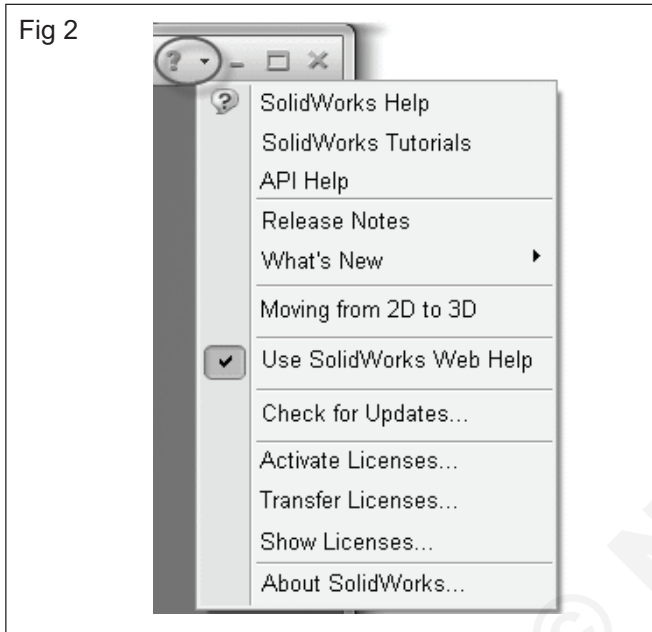 Fig 2
SolidWorks Help
SolidWorks Tutorials
API Help
Release Notes
What's New
Moving from 2D to 3D
Use SolidWorks Web Help
Check for Updates...
Activate Licenses...
Transfer Licenses...
Show Licenses...
About SolidWorks...